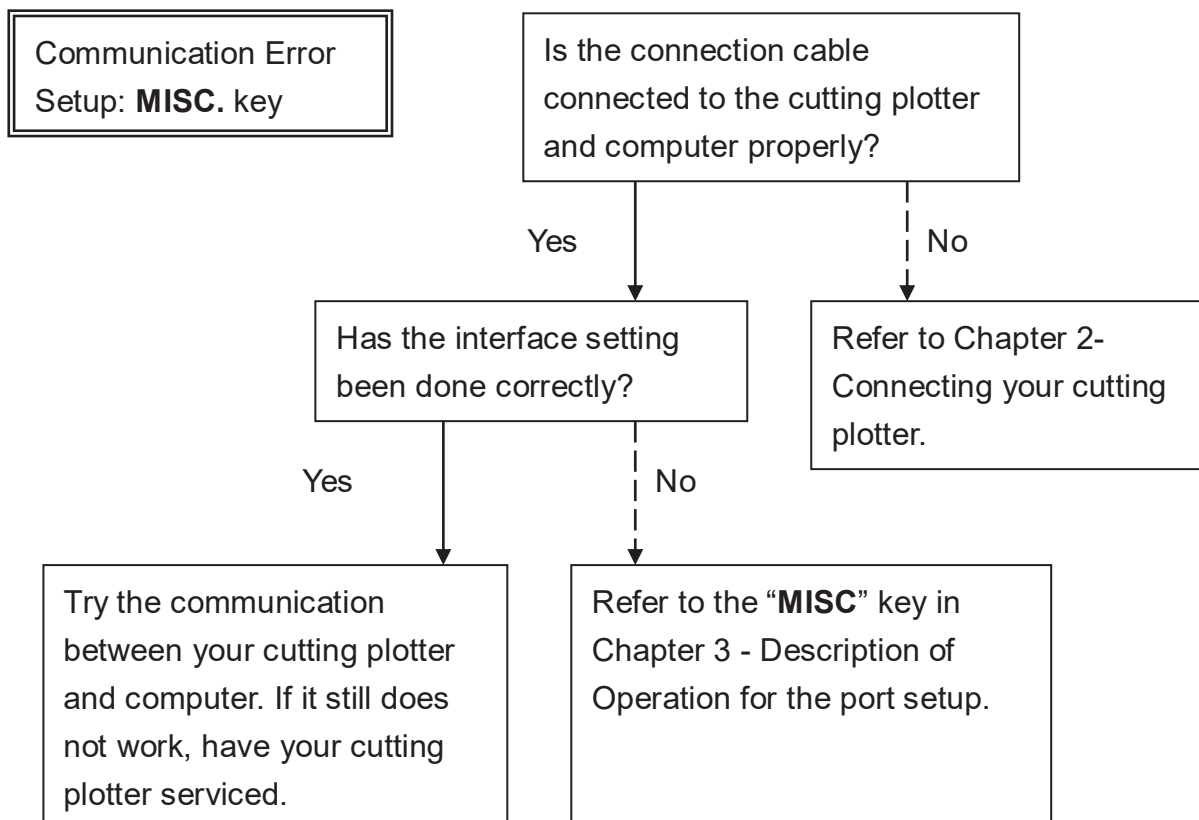 Communication Error
Setup: MISC. key
Is the connection cable
connected to the cutting plotter
and computer properly?
Yes
No
Has the interface setting
been done correctly?
Refer to Chapter 2-
Connecting your cutting
plotter.
Yes
No
Try the communication
between your cutting plotter
and computer. If it still does
not work, have your cutting
plotter serviced.
Refer to the “MISC” key in
Chapter 3 - Description of
Operation for the port setup.